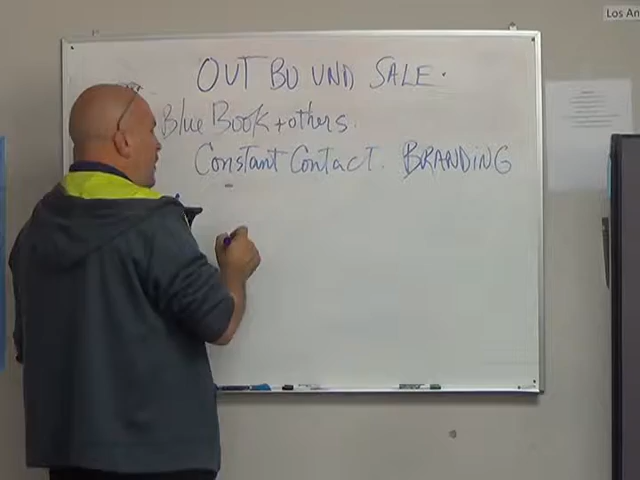 Los An
OUT BOUND SALE.
Blue Book + others.
Constant Contact. BRANDING